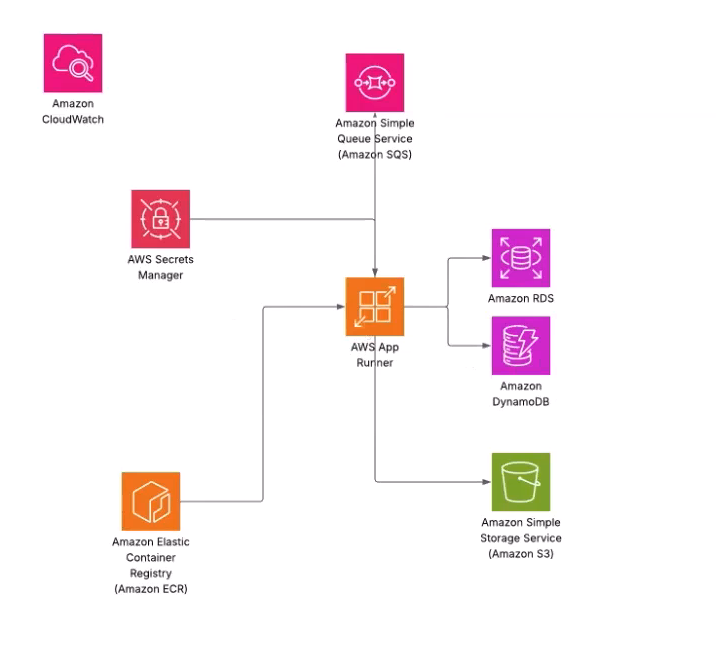 Amazon
CloudWatch
Amazon Simple
Queue Service
(Amazon SQS)
AWS Secrets
Manager
Amazon RDS
AWS App
Runner
Amazon
DynamoDB
Amazon Elastic
Container
Registry
(Amazon ECR)
Amazon Simple
Storage Service
(Amazon S3)